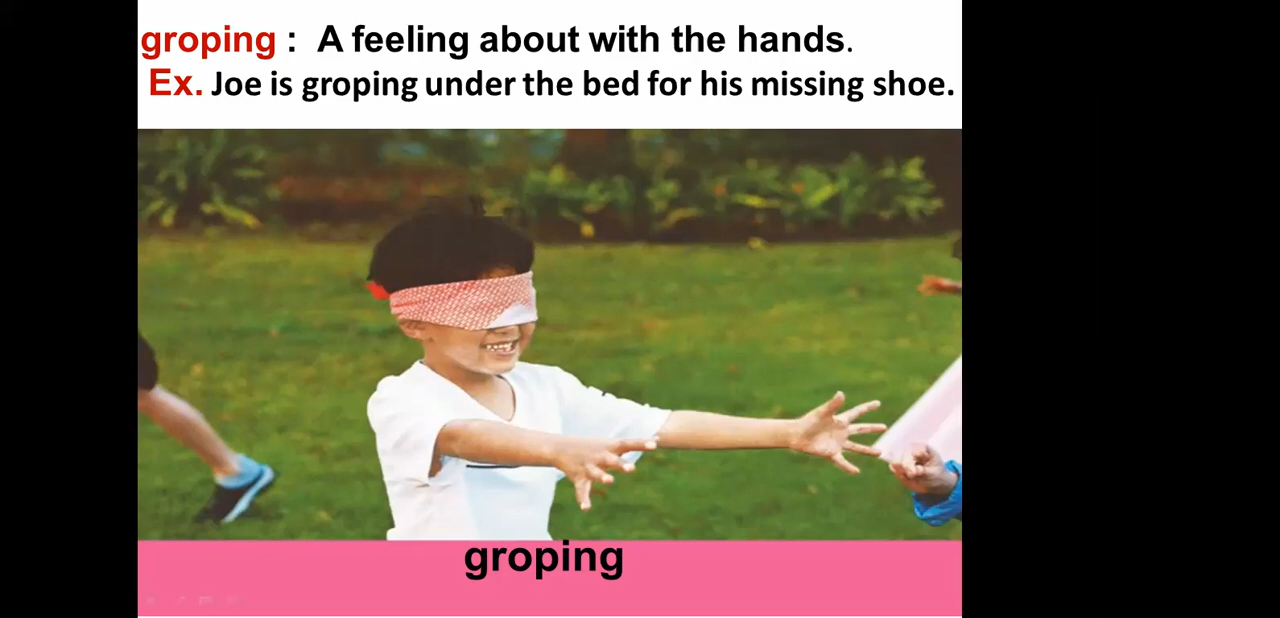 groping : A feeling about with the hands.
Ex. Joe is groping under the bed for his missing shoe.
groping